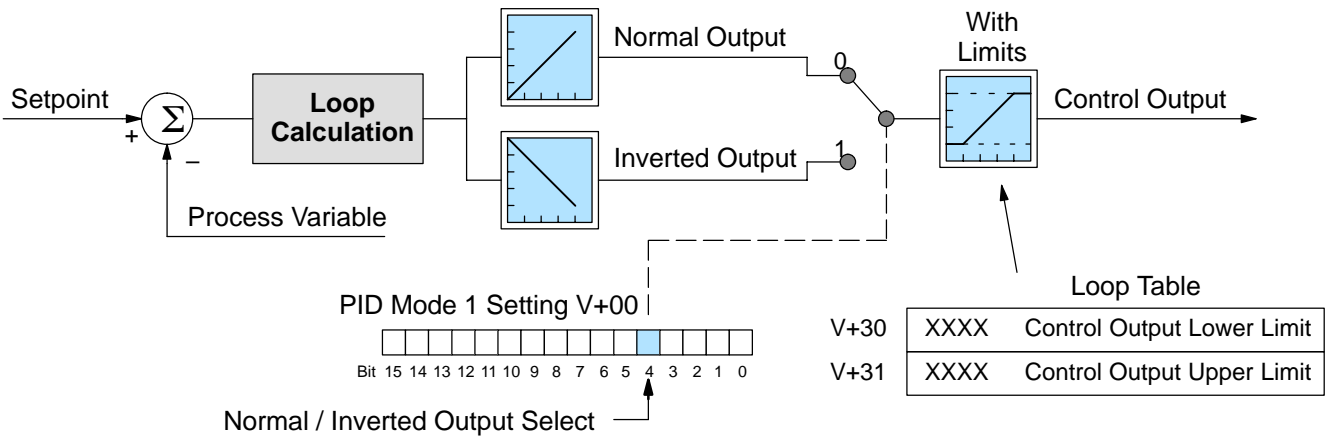 With
Limits
Normal Output
0
Setpoint
+
Σ
−
Loop
Calculation
Control Output
Inverted Output
1
Process Variable
Loop Table
PID Mode 1 Setting V+00
V+30 XXXX Control Output Lower Limit
V+31 XXXX Control Output Upper Limit
Bit 15 14 13 12 11 10 9 8 7 6 5 4 3 2 1 0
Normal / Inverted Output Select